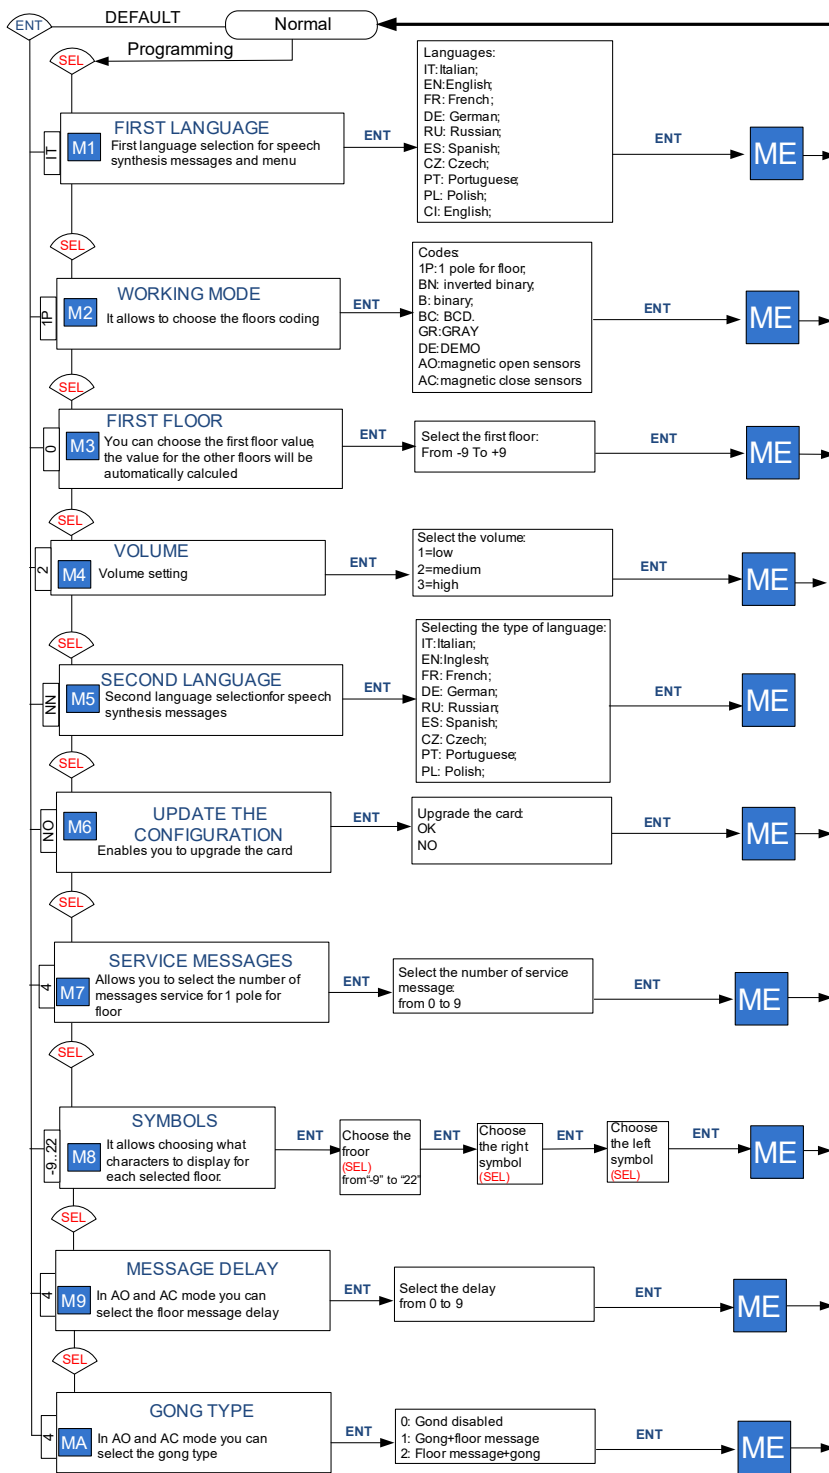 ENT
DEFAULT
Normal
Programming
SEL
IT
M1
FIRST LANGUAGE
First language selection for speech
synthesis messages and menu
ENT
Languages:
IT:Italian;
EN:English;
FR: French;
DE: German;
RU: Russian;
ES: Spanish;
CZ: Czech;
PT: Portuguese;
PL: Polish;
CI: English;
ENT
ME
SEL
1P
M2
WORKING MODE
It allows to choose the floors coding
ENT
Codes:
1P:1 pole for floor;
BN: inverted binary;
B: binary;
BC: BCD.
GR:GRAY
DE:DEMO
AO:magnetic open sensors
AC:magnetic close sensors
ENT
ME
SEL
0
M3
FIRST FLOOR
You can choose the first floor value,
the value for the other floors will be
automatically calculed
ENT
Select the first floor:
From -9 To +9
ENT
ME
SEL
2
M4
VOLUME
Volume setting
ENT
Select the volume:
1=low
2=medium
3=high
ENT
ME
SEL
NN
M5
SECOND LANGUAGE
Second language selectionfor speech
synthesis messages
ENT
Selecting the type of language:
IT:Italian;
EN:Inglesh;
FR: French;
DE: German;
RU: Russian;
ES: Spanish;
CZ: Czech;
PT: Portuguese;
PL: Polish;
ENT
ME
SEL
NO
M6
UPDATE THE
CONFIGURATION
Enables you to upgrade the card
ENT
Upgrade the card:
OK
NO
ENT
ME
SEL
4
M7
SERVICE MESSAGES
Allows you to select the number of
messages service for 1 pole for
floor
ENT
Select the number of service
message:
from 0 to 9
ENT
ME
SEL
-9..22
M8
SYMBOLS
It allows choosing what
characters to display for
each selected floor.
ENT
Choose the
froor
(SEL)
from“-9” to “22”
ENT
Choose
the right
symbol
(SEL)
ENT
Choose
the left
symbol
(SEL)
ENT
ME
SEL
4
M9
MESSAGE DELAY
In AO and AC mode you can
select the floor message delay
ENT
Select the delay
from 0 to 9
ENT
ME
SEL
4
MA
GONG TYPE
In AO and AC mode you can
select the gong type
ENT
0: Gond disabled
1: Gong+floor message
2: Floor message+gong
ENT
ME